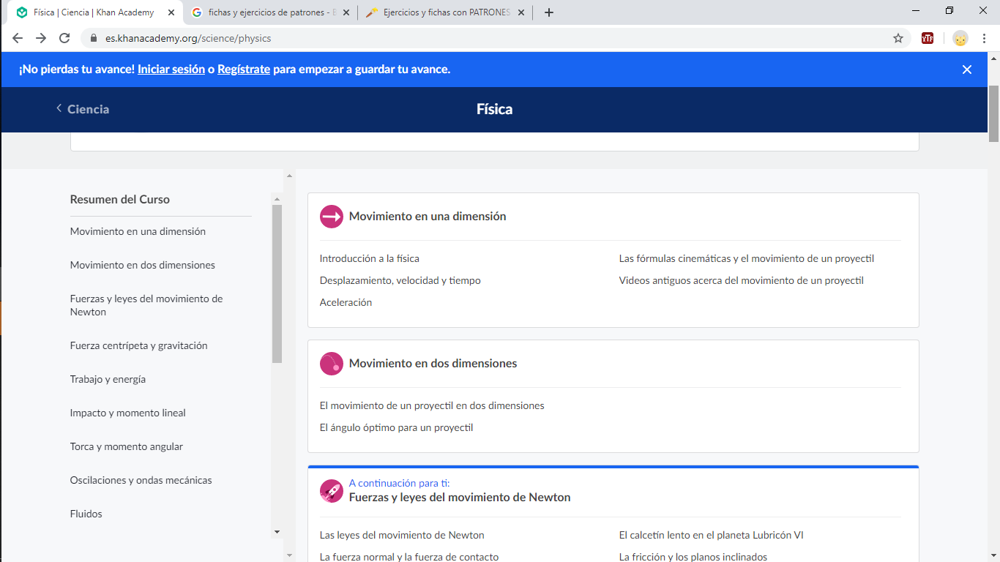 Física | Ciencia | Khan Academy
fichas y ejercicios de patrones - E
Ejercicios y fichas con PATRONES
es.khanacademy.org/science/physics
YTF
¡No pierdas tu avance! Iniciar sesión o Regístrate para empezar a guardar tu avance.
Ciencia
Física
Resumen del Curso
Movimiento en una dimensión
Movimiento en dos dimensiones
Fuerzas y leyes del movimiento de
Newton
Fuerza centrípeta y gravitación
Trabajo y energía
Impacto y momento lineal
Torca y momento angular
Oscilaciones y ondas mecánicas
Fluidos
Movimiento en una dimensión
Introducción a la física
Las fórmulas cinemáticas y el movimiento de un proyectil
Desplazamiento, velocidad y tiempo
Videos antiguos acerca del movimiento de un proyectil
Aceleración
Movimiento en dos dimensiones
El movimiento de un proyectil en dos dimensiones
El ángulo óptimo para un proyectil
A continuación para ti:
Fuerzas y leyes del movimiento de Newton
Las leyes del movimiento de Newton
El calcetín lento en el planeta Lubricón VI
La fuerza normal y la fuerza de contacto
La fricción y los planos inclinados